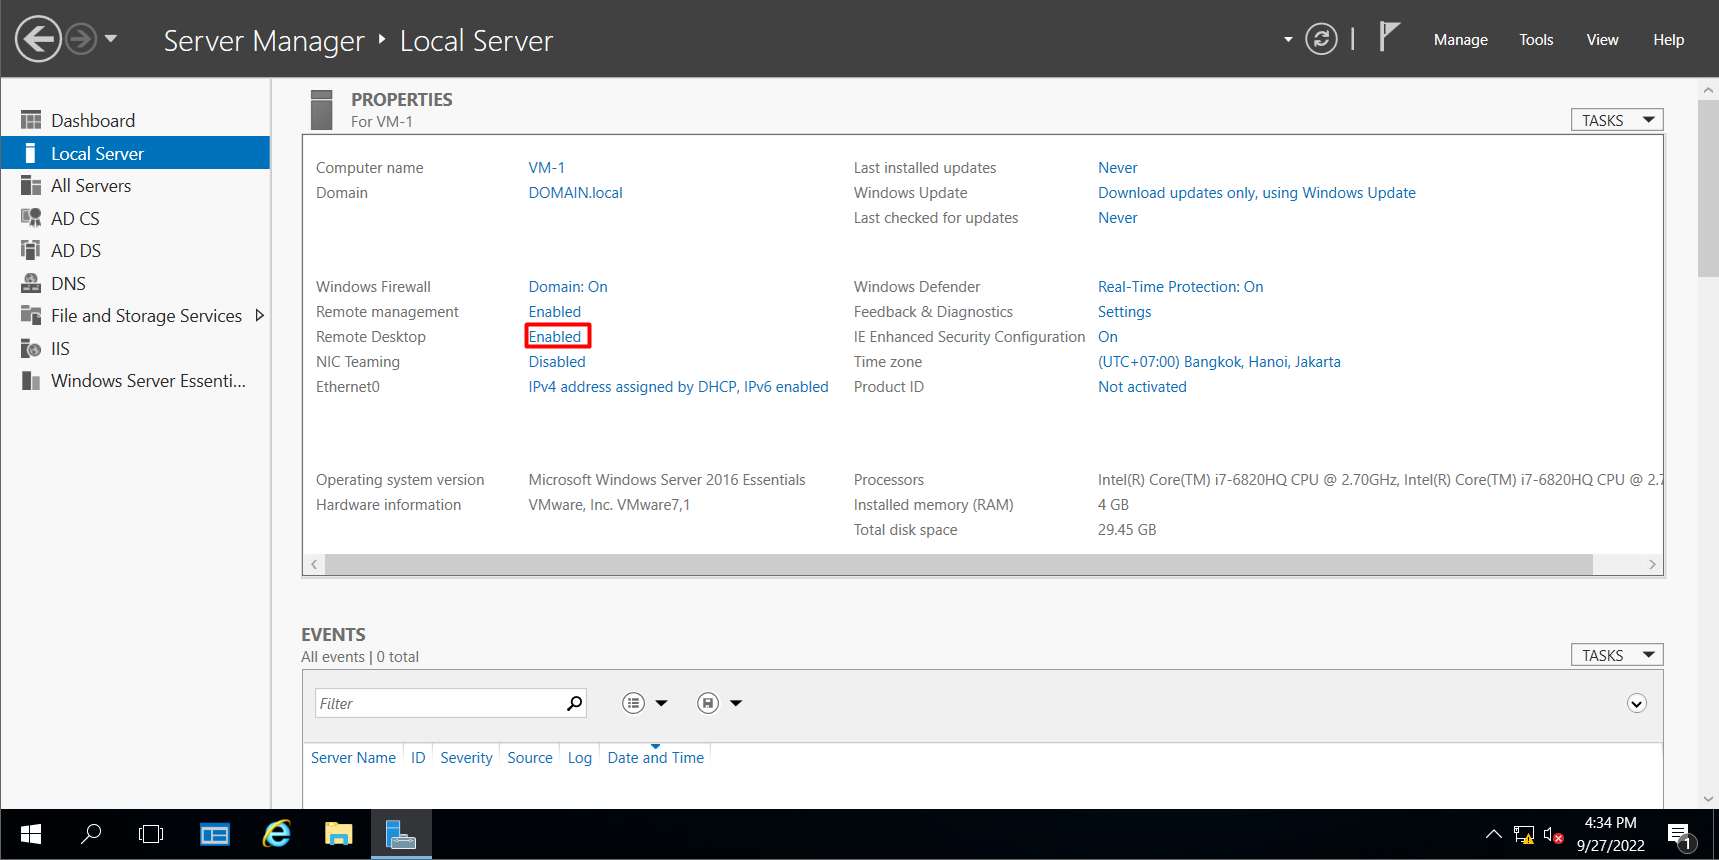 Server Manager ‣ Local Server
Manage
Tools
View
Help
Dashboard
Local Server
All Servers
AD CS
AD DS
DNS
File and Storage Services
IIS
Windows Server Essenti...
PROPERTIES
For VM-1
TASKS
Computer name VM-1
Domain DOMAIN.local
Last installed updates Never
Windows Update Download updates only, using Windows Update
Last checked for updates Never
Windows Firewall Domain: On
Remote management Enabled
Remote Desktop Enabled
NIC Teaming Disabled
Ethernet0 IPv4 address assigned by DHCP, IPv6 enabled
Windows Defender Real-Time Protection: On
Feedback & Diagnostics Settings
IE Enhanced Security Configuration On
Time zone (UTC+07:00) Bangkok, Hanoi, Jakarta
Product ID Not activated
Operating system version Microsoft Windows Server 2016 Essentials
Hardware information VMware, Inc. VMware7,1
Processors Intel(R) Core(TM) i7-6820HQ CPU @ 2.70GHz, Intel(R) Core(TM) i7-6820HQ CPU @ 2.7
Installed memory (RAM) 4 GB
Total disk space 29.45 GB
EVENTS
All events | 0 total
TASKS
Filter
Server Name ID Severity Source Log Date and Time
4:34 PM
9/27/2022
1